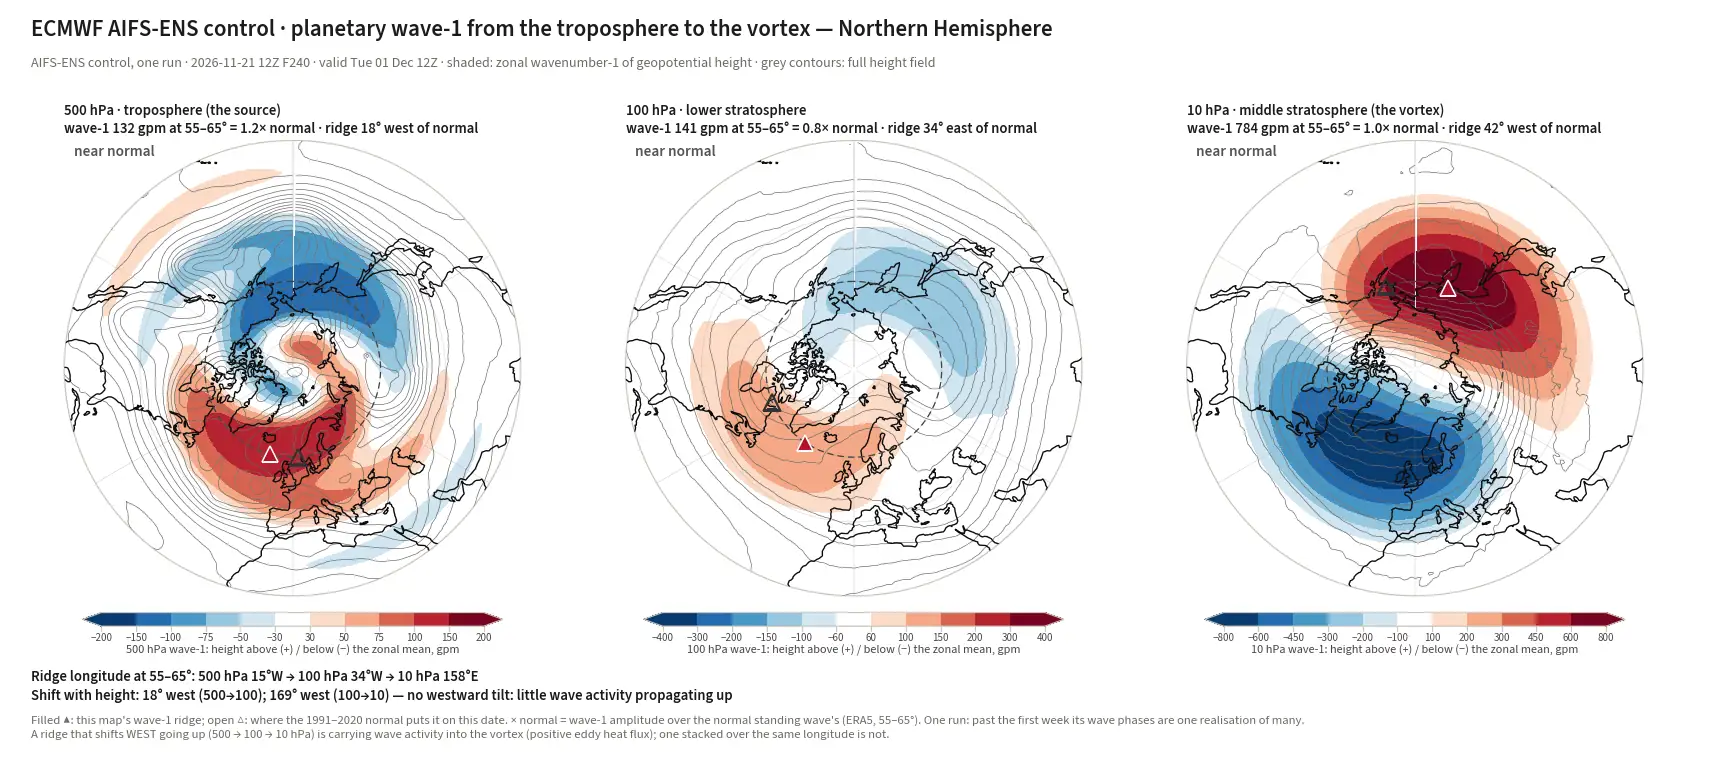 ECMWF AIFS-ENS control · planetary wave-1 from the troposphere to the vortex — Northern Hemisphere
AIFS-ENS control, one run · 2026-11-21 12Z F240 · valid Tue 01 Dec 12Z · shaded: zonal wavenumber-1 of geopotential height · grey contours: full height field
500 hPa · troposphere (the source)
wave-1 132 gpm at 55–65° = 1.2× normal · ridge 18° west of normal
near normal
100 hPa · lower stratosphere
wave-1 141 gpm at 55–65° = 0.8× normal · ridge 34° east of normal
near normal
10 hPa · middle stratosphere (the vortex)
wave-1 784 gpm at 55–65° = 1.0× normal · ridge 42° west of normal
near normal
−200 −150 −100 −75 −50 −30 30 50 75 100 150 200
500 hPa wave-1: height above (+) / below (−) the zonal mean, gpm
−400 −300 −200 −150 −100 −60 60 100 150 200 300 400
100 hPa wave-1: height above (+) / below (−) the zonal mean, gpm
−800 −600 −450 −300 −200 −100 100 200 300 450 600 800
10 hPa wave-1: height above (+) / below (−) the zonal mean, gpm
Ridge longitude at 55–65°: 500 hPa 15°W → 100 hPa 34°W → 10 hPa 158°E
Shift with height: 18° west (500→100); 169° west (100→10) — no westward tilt: little wave activity propagating up
Filled ▲: this map's wave-1 ridge; open △: where the 1991–2020 normal puts it on this date. × normal = wave-1 amplitude over the normal standing wave's (ERA5, 55–65°). One run: past the first week its wave phases are one realisation of many.
A ridge that shifts WEST going up (500 → 100 → 10 hPa) is carrying wave activity into the vortex (positive eddy heat flux); one stacked over the same longitude is not.